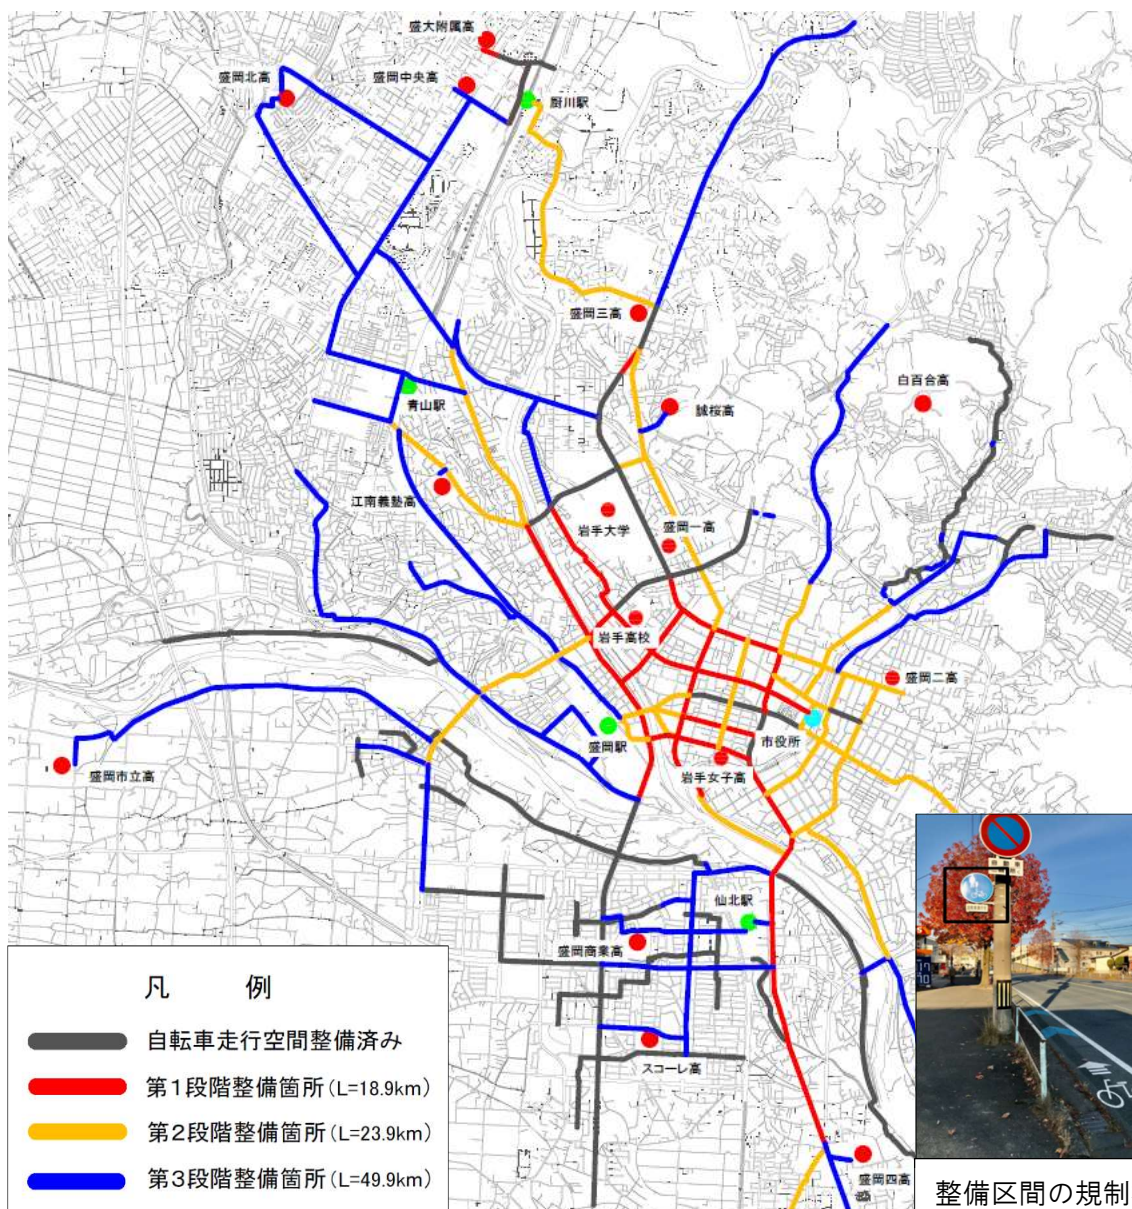 盛大附属高
盛岡北高
盛岡中央高
厨川駅
盛岡三高
白百合高
青山駅
誠桜高
江南義塾高
岩手大学
盛岡一高
岩手高校
盛岡二高
盛岡駅
市役所
盛岡市立高
岩手女子高
仙北駅
盛岡商業高
スコーレ高
盛岡四高
凡 例
自転車走行空間整備済み
第1段階整備箇所(L=18.9km)
第2段階整備箇所(L=23.9km)
第3段階整備箇所(L=49.9km)
整備区間の規制